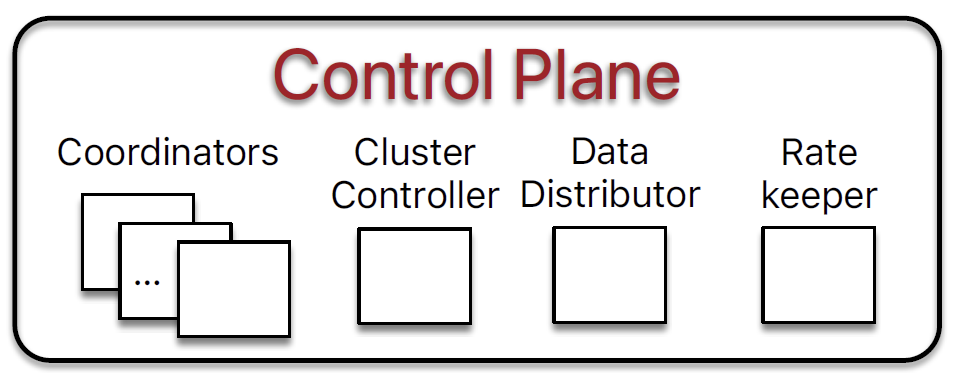 Control Plane
Coordinators
Cluster
Controller
Data
Distributor
Rate
keeper
...